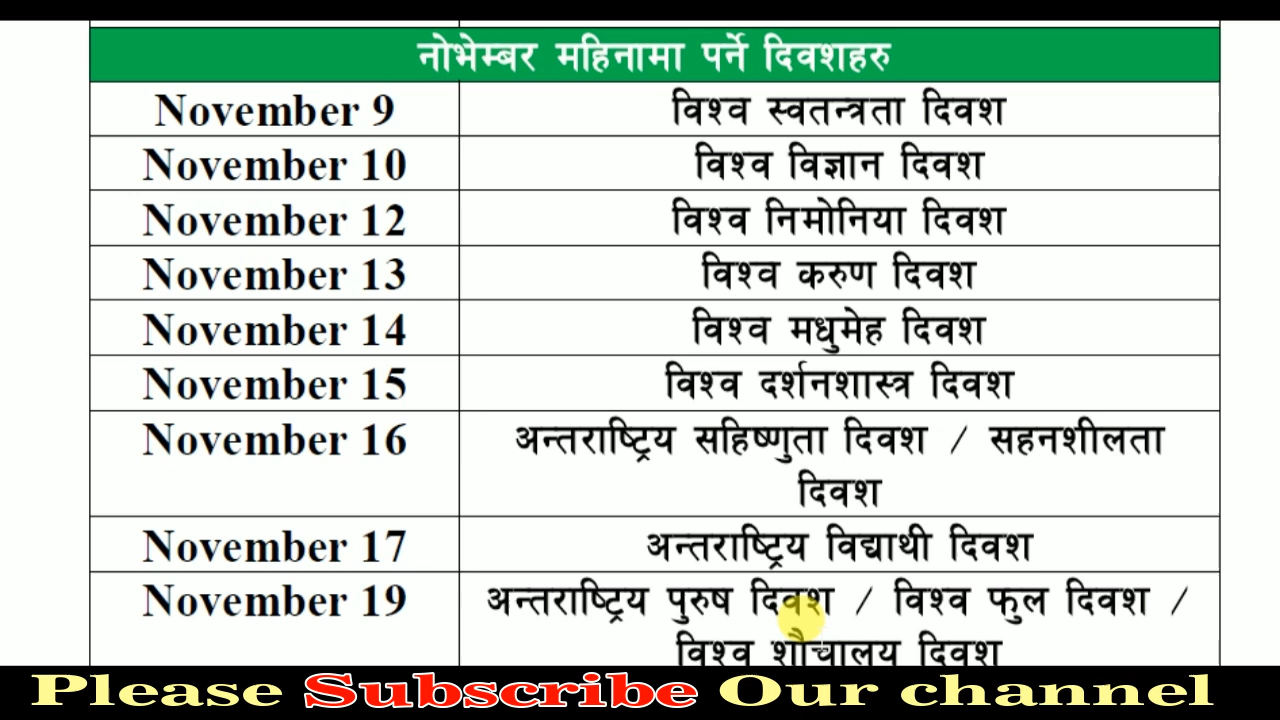 नोभेम्बर महिनामा पर्ने दिवशहरु
November 9 विश्व स्वतन्त्रता दिवश
November 10 विश्व विज्ञान दिवश
November 12 विश्व निमोनिया दिवश
November 13 विश्व करुण दिवश
November 14 विश्व मधुमेह दिवश
November 15 विश्व दर्शनशास्त्र दिवश
November 16 अन्तराष्ट्रिय सहिष्णुता दिवश / सहनशीलता
दिवश
November 17 अन्तराष्ट्रिय विद्याथी दिवश
November 19 अन्तराष्ट्रिय पुरुष दिवश / विश्व फुल दिवश /
विश्व शौचालय दिवश
Please Subscribe Our channel